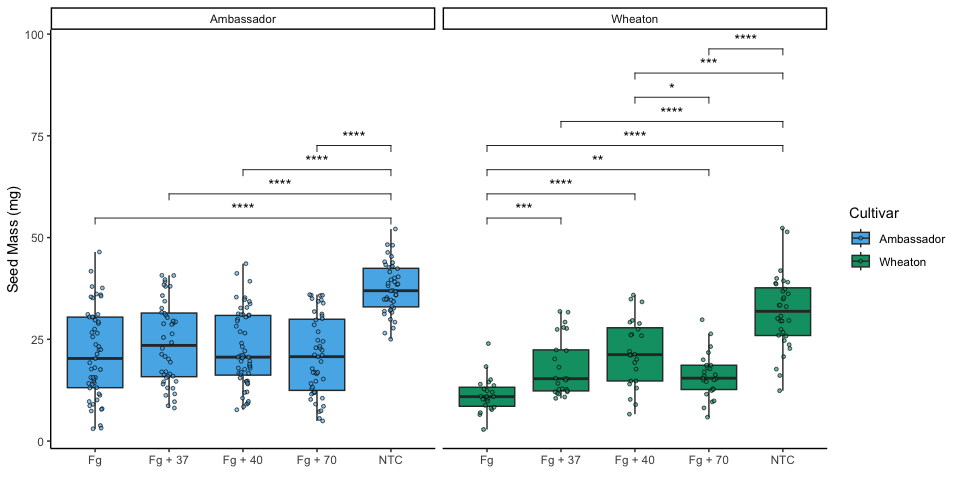 Ambassador Wheaton
100
75
50
25
0
Seed Mass (mg)
****
****
****
****
****
***
*
****
****
**
****
***
Fg Fg + 37 Fg + 40 Fg + 70 NTC Fg Fg + 37 Fg + 40 Fg + 70 NTC
Cultivar
Ambassador
Wheaton